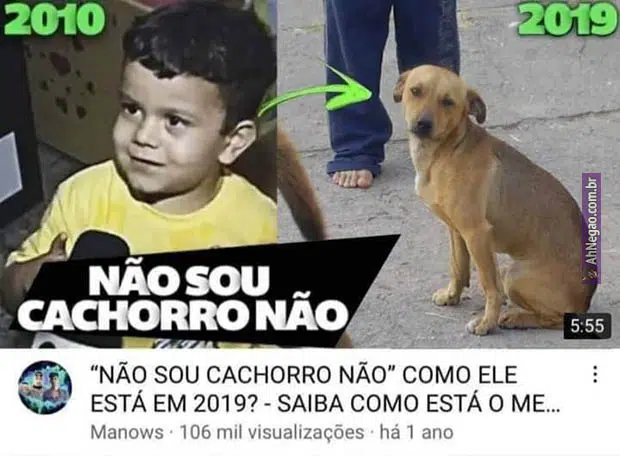 2010
2019
NÃO SOU
CACHORRO NÃO
AhNegao.com.br
5:55
“NÃO SOU CACHORRO NÃO” COMO ELE
ESTÁ EM 2019? - SAIBA COMO ESTÁ O ME...
Manows · 106 mil visualizações · há 1 ano